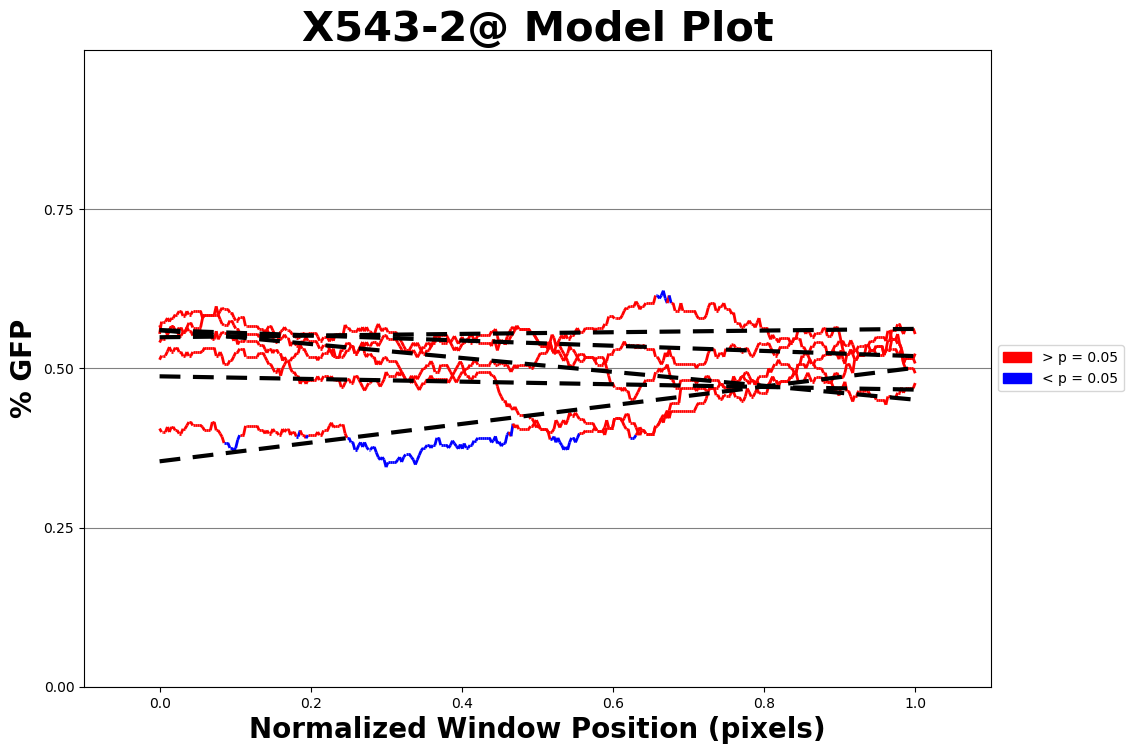 X543-2@ Model Plot
% GFP
0.75
0.50
0.25
0.00
0.0 0.2 0.4 0.6 0.8 1.0
Normalized Window Position (pixels)
> p = 0.05
< p = 0.05